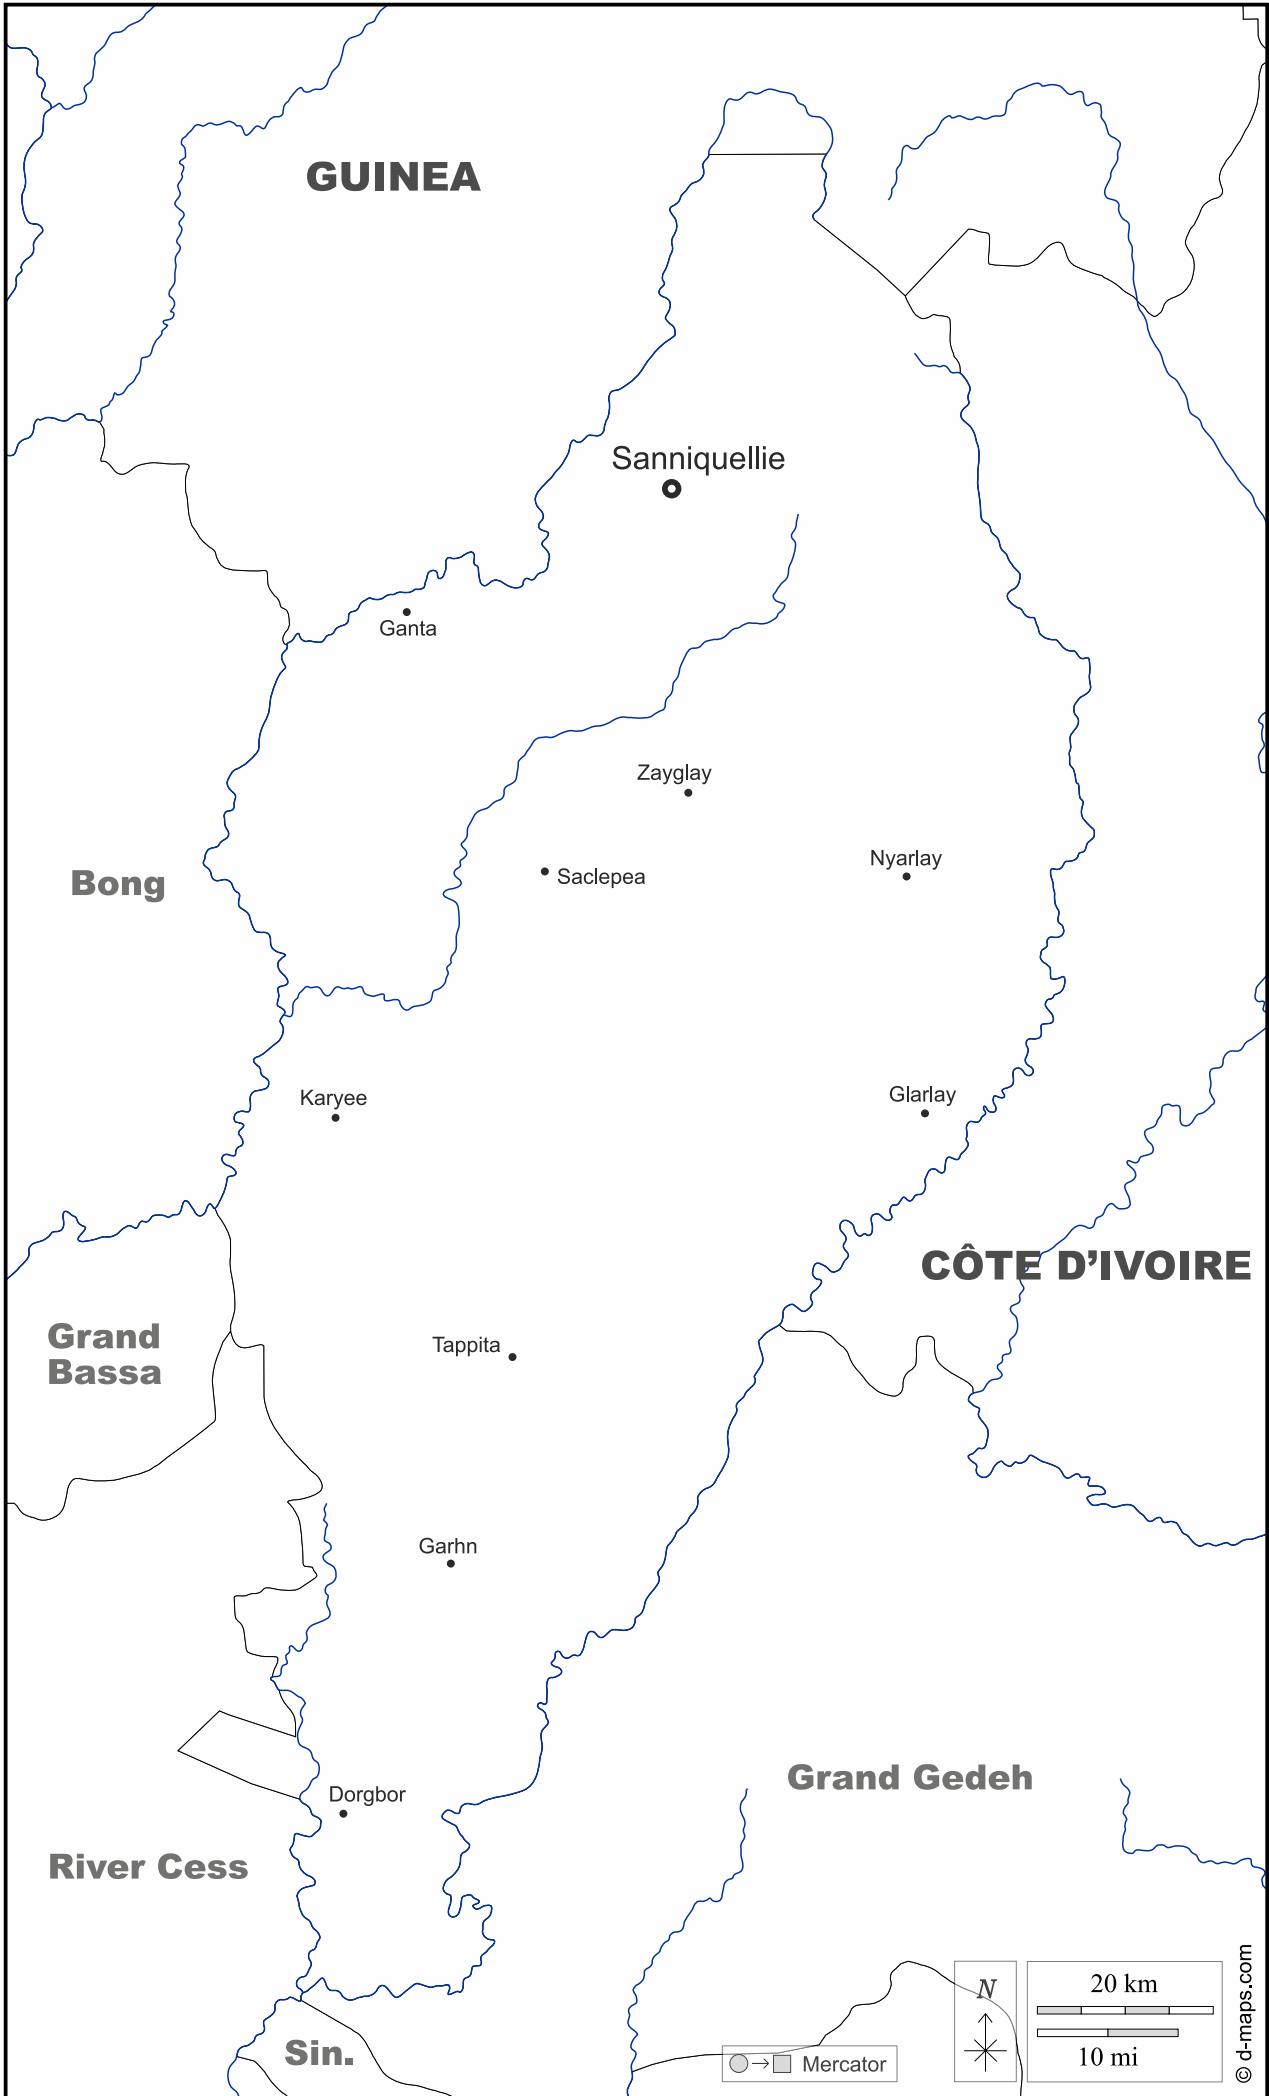 GUINEA
Sanniquellie
Ganta
Zayglay
Nyarlay
Saclepea
Bong
Karyee
Glarlay
CÔTE D’IVOIRE
Grand
Bassa
Tappita
Garhn
Grand Gedeh
Dorgbor
River Cess
Sin.
N
20 km
10 mi
Mercator
© d-maps.com